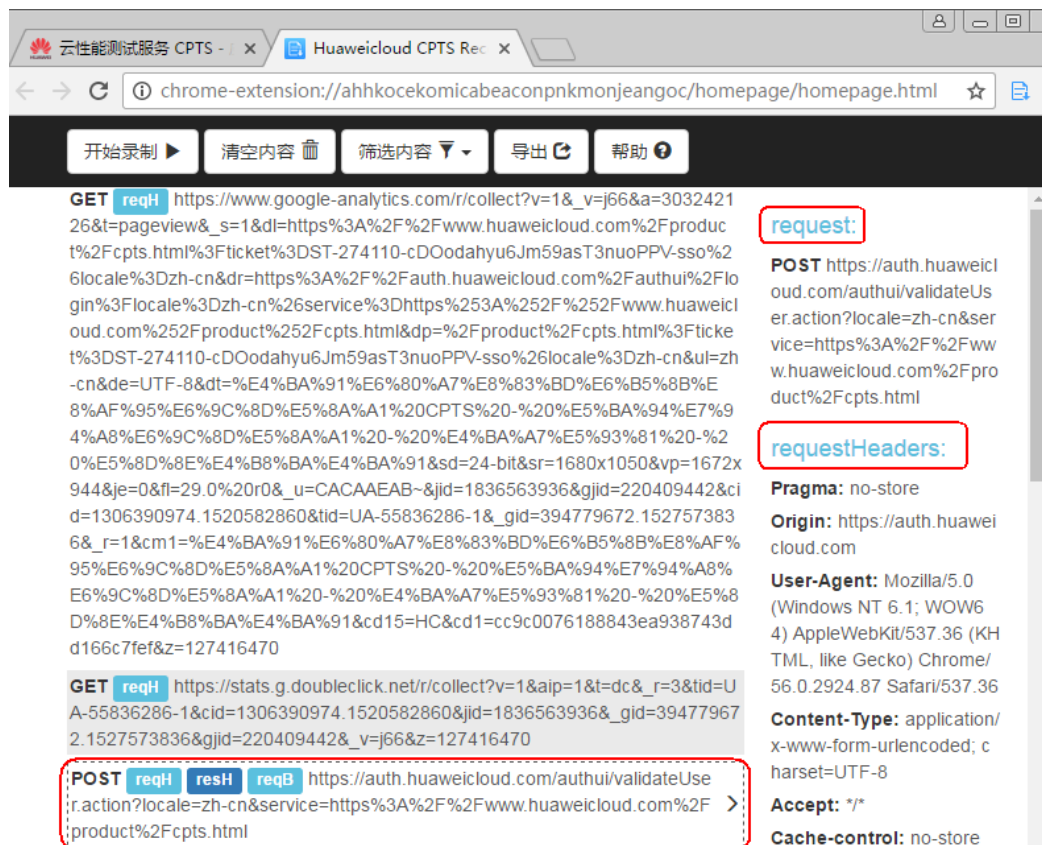 云性能测试服务 CPTS -
Huaweicloud CPTS Rec
chrome-extension://ahhkocekomicabeaconpnkmonjeangoc/homepage/homepage.html
开始录制 清空内容 筛选内容 导出 帮助
GET reqH https://www.google-analytics.com/r/collect?v=1&_v=j66&a=3032421
26&t=pageview&_s=1&dl=https%3A%2F%2Fwww.huaweicloud.com%2Fproduc
t%2Fcpts.html%3Fticket%3DST-274110-cDOodahyu6Jm59asT3nuoPPV-sso%2
6locale%3Dzh-cn&dr=https%3A%2F%2Fauth.huaweicloud.com%2Fauthui%2Flo
gin%3Flocale%3Dzh-cn%26service%3Dhttps%253A%252F%252Fwww.huaweicl
oud.com%252Fproduct%252Fcpts.html&dp=%2Fproduct%2Fcpts.html%3Fticke
t%3DST-274110-cDOodahyu6Jm59asT3nuoPPV-sso%26locale%3Dzh-cn&ul=zh
-cn&de=UTF-8&dt=%E4%BA%91%E6%80%A7%E8%83%BD%E6%B5%8B%E
8%AF%95%E6%9C%8D%E5%8A%A1%20CPTS%20-%20%E5%BA%94%E7%9
4%A8%E6%9C%8D%E5%8A%A1%20-%20%E4%BA%A7%E5%93%81%20-%2
0%E5%8D%8E%E4%B8%BA%E4%BA%91&sd=24-bit&sr=1680x1050&vp=1672x
944&je=0&fl=29.0%20r0&_u=CACAAEAB~&jid=1836563936&gjid=220409442&ci
d=1306390974.1520582860&tid=UA-55836286-1&_gid=394779672.152757383
6&_r=1&cm1=%E4%BA%91%E6%80%A7%E8%83%BD%E6%B5%8B%E8%AF%
95%E6%9C%8D%E5%8A%A1%20CPTS%20-%20%E5%BA%94%E7%94%A8%
E6%9C%8D%E5%8A%A1%20-%20%E4%BA%A7%E5%93%81%20-%20%E5%8
D%8E%E4%B8%BA%E4%BA%91&cd15=HC&cd1=cc9c0076188843ea938743d
d166c7fef&z=127416470
GET reqH https://stats.g.doubleclick.net/r/collect?v=1&aip=1&t=dc&_r=3&tid=U
A-55836286-1&cid=1306390974.1520582860&jid=1836563936&_gid=39477967
2.1527573836&gjid=220409442&_v=j66&z=127416470
POST reqH resH reqB https://auth.huaweicloud.com/authui/validateUse
r.action?locale=zh-cn&service=https%3A%2F%2Fwww.huaweicloud.com%2F
product%2Fcpts.html
request:
POST https://auth.huaweicl
oud.com/authui/validateUs
er.action?locale=zh-cn&ser
vice=https%3A%2F%2Fww
w.huaweicloud.com%2Fpro
duct%2Fcpts.html
requestHeaders:
Pragma: no-store
Origin: https://auth.huawei
cloud.com
User-Agent: Mozilla/5.0
(Windows NT 6.1; WOW6
4) AppleWebKit/537.36 (KH
TML, like Gecko) Chrome/
56.0.2924.87 Safari/537.36
Content-Type: application/
x-www-form-urlencoded; c
harset=UTF-8
Accept: */*
Cache-control: no-store